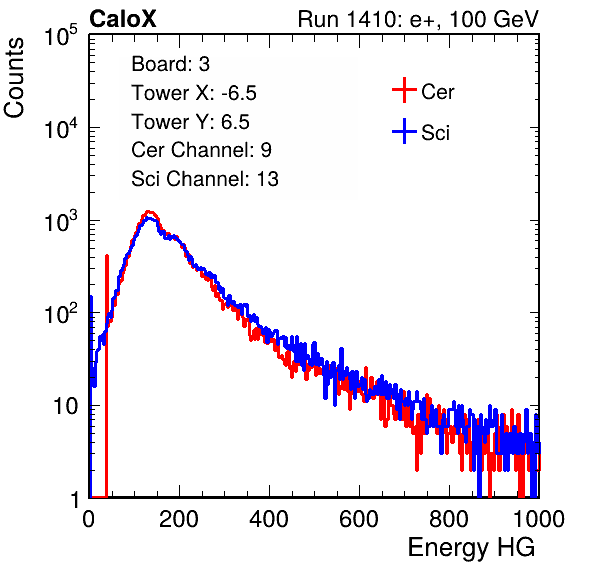 CaloX Run 1410: e+, 100 GeV
Counts
Board: 3
Tower X: -6.5
Tower Y: 6.5
Cer Channel: 9
Sci Channel: 13
Cer
Sci
10^5
10^4
10^3
10^2
10
1
0 200 400 600 800 1000
Energy HG